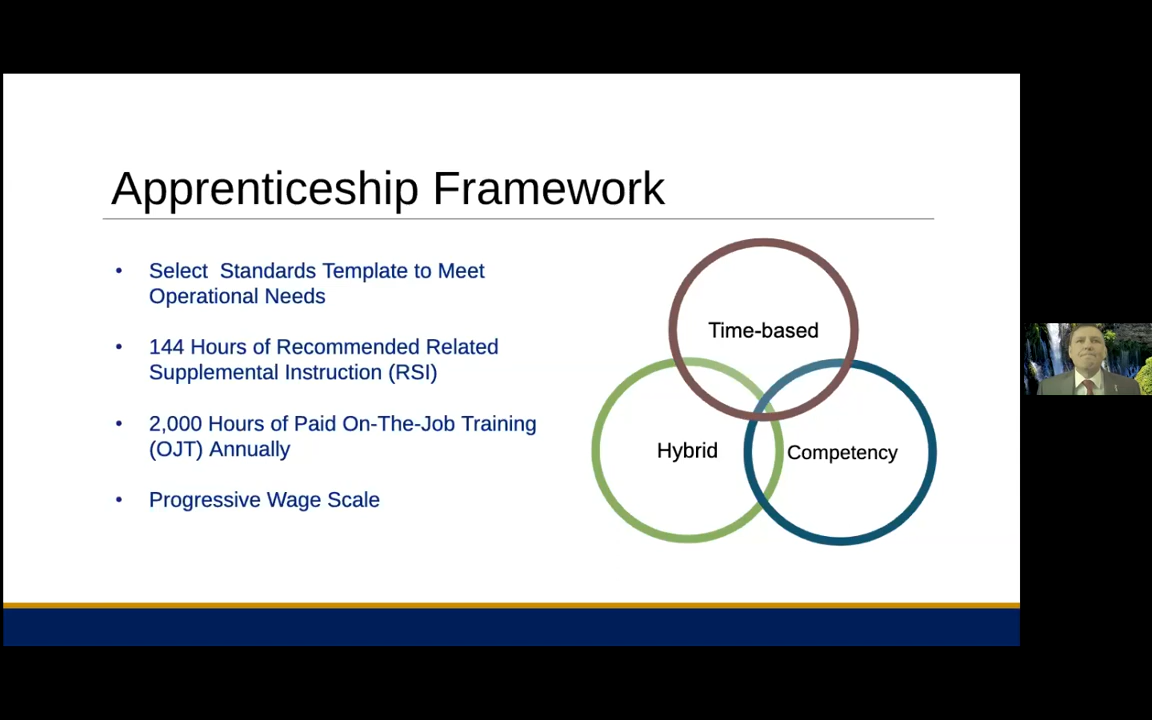 Apprenticeship Framework
• Select  Standards Template to Meet
Operational Needs
• 144 Hours of Recommended Related
Supplemental Instruction (RSI)
• 2,000 Hours of Paid On-The-Job Training
(OJT) Annually
• Progressive Wage Scale
Time-based
Hybrid
Competency